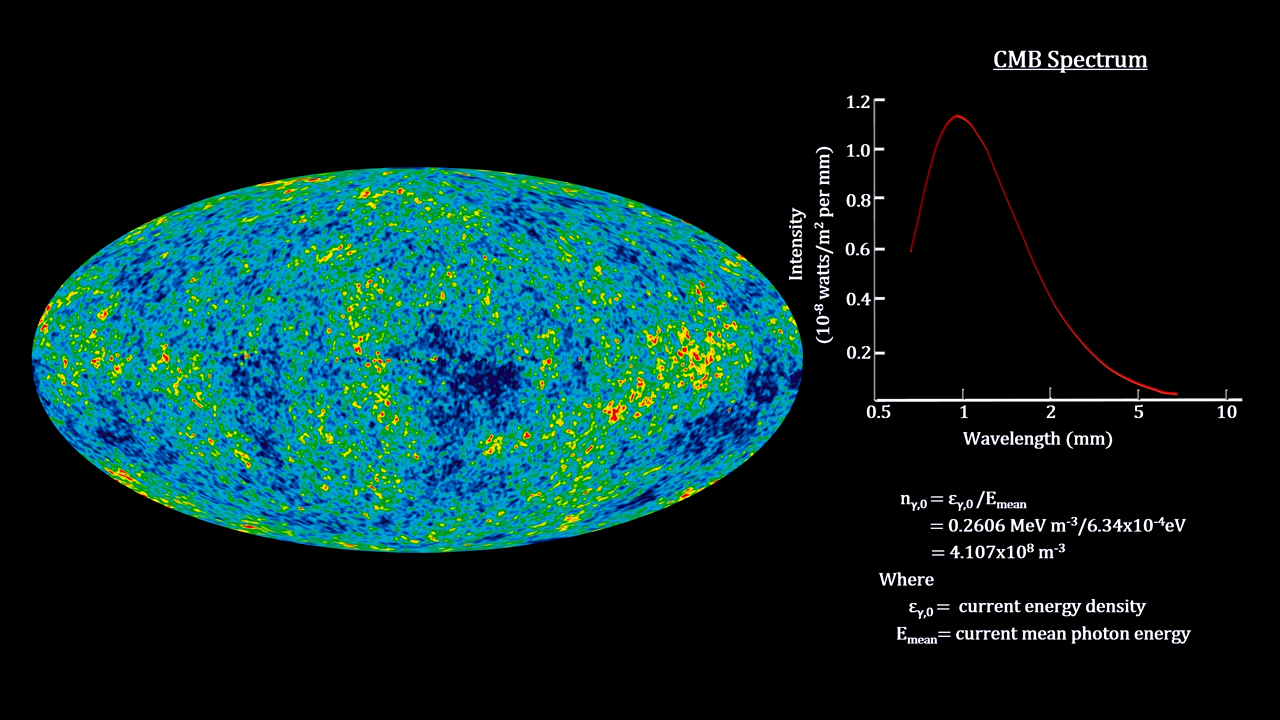 CMB Spectrum
1.2
1.0
0.8
0.6
0.4
0.2
Intensity
(10⁻⁸ watts/m² per mm)
0.5 1 2 5 10
Wavelength (mm)
nᵧ,₀ = εᵧ,₀ /Eₘₑₐₙ
= 0.2606 MeV m⁻³/6.34x10⁻⁴eV
= 4.107x10⁸ m⁻³
Where
εᵧ,₀ = current energy density
Eₘₑₐₙ= current mean photon energy